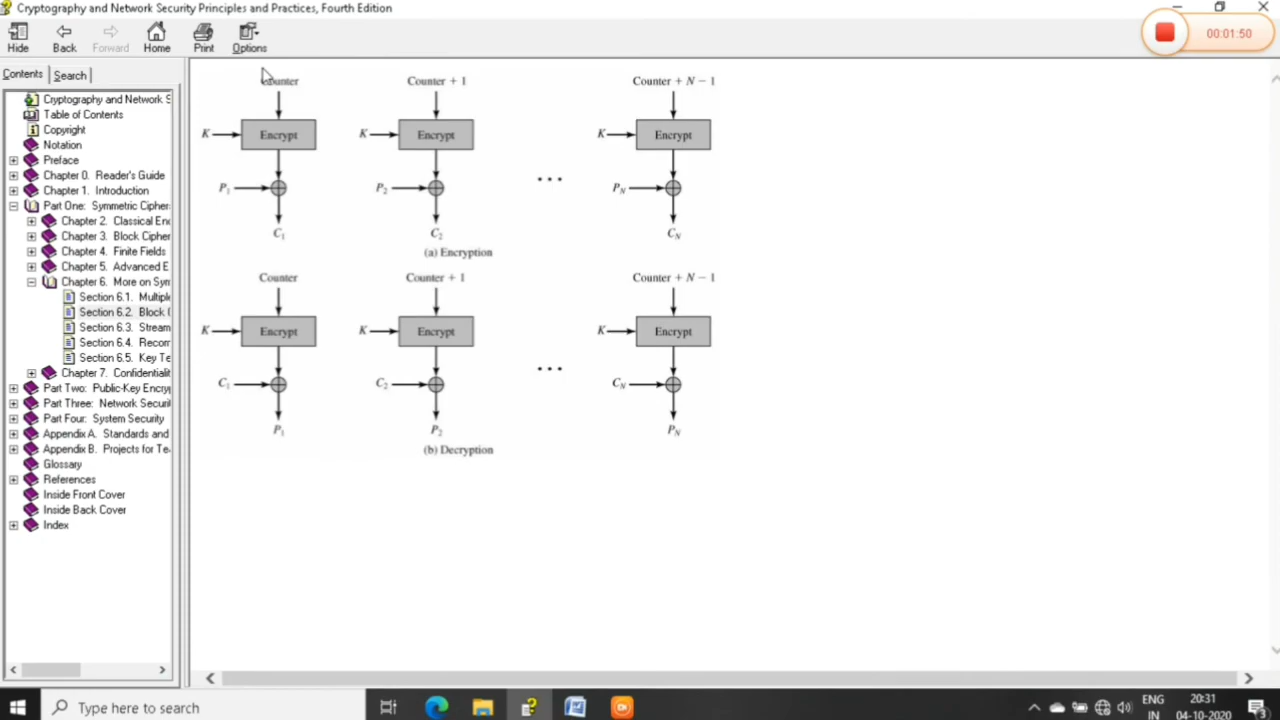 Cryptography and Network Security Principles and Practices, Fourth Edition
Hide Back Forward Home Print Options
00:01:50
Contents Search
Cryptography and Network S
Table of Contents
Copyright
Notation
Preface
Chapter 0. Reader's Guide
Chapter 1. Introduction
Part One: Symmetric Cipher
Chapter 2. Classical En
Chapter 3. Block Cipher
Chapter 4. Finite Fields
Chapter 5. Advanced E
Chapter 6. More on Sym
Section 6.1. Multipl
Section 6.2. Block
Section 6.3. Stream
Section 6.4. Recom
Section 6.5. Key Te
Chapter 7. Confidentiali
Part Two: Public-Key Encry
Part Three: Network Securi
Part Four: System Security
Appendix A. Standards and
Appendix B. Projects for Te
Glossary
References
Inside Front Cover
Inside Back Cover
Index
Counter Counter + 1 Counter + N − 1
K Encrypt K Encrypt K Encrypt
P1 P2 ... PN
C1 C2 CN
(a) Encryption
Counter Counter + 1 Counter + N − 1
K Encrypt K Encrypt K Encrypt
C1 C2 ... CN
P1 P2 PN
(b) Decryption
Type here to search
ENG
IN
20:31
04-10-2020
3